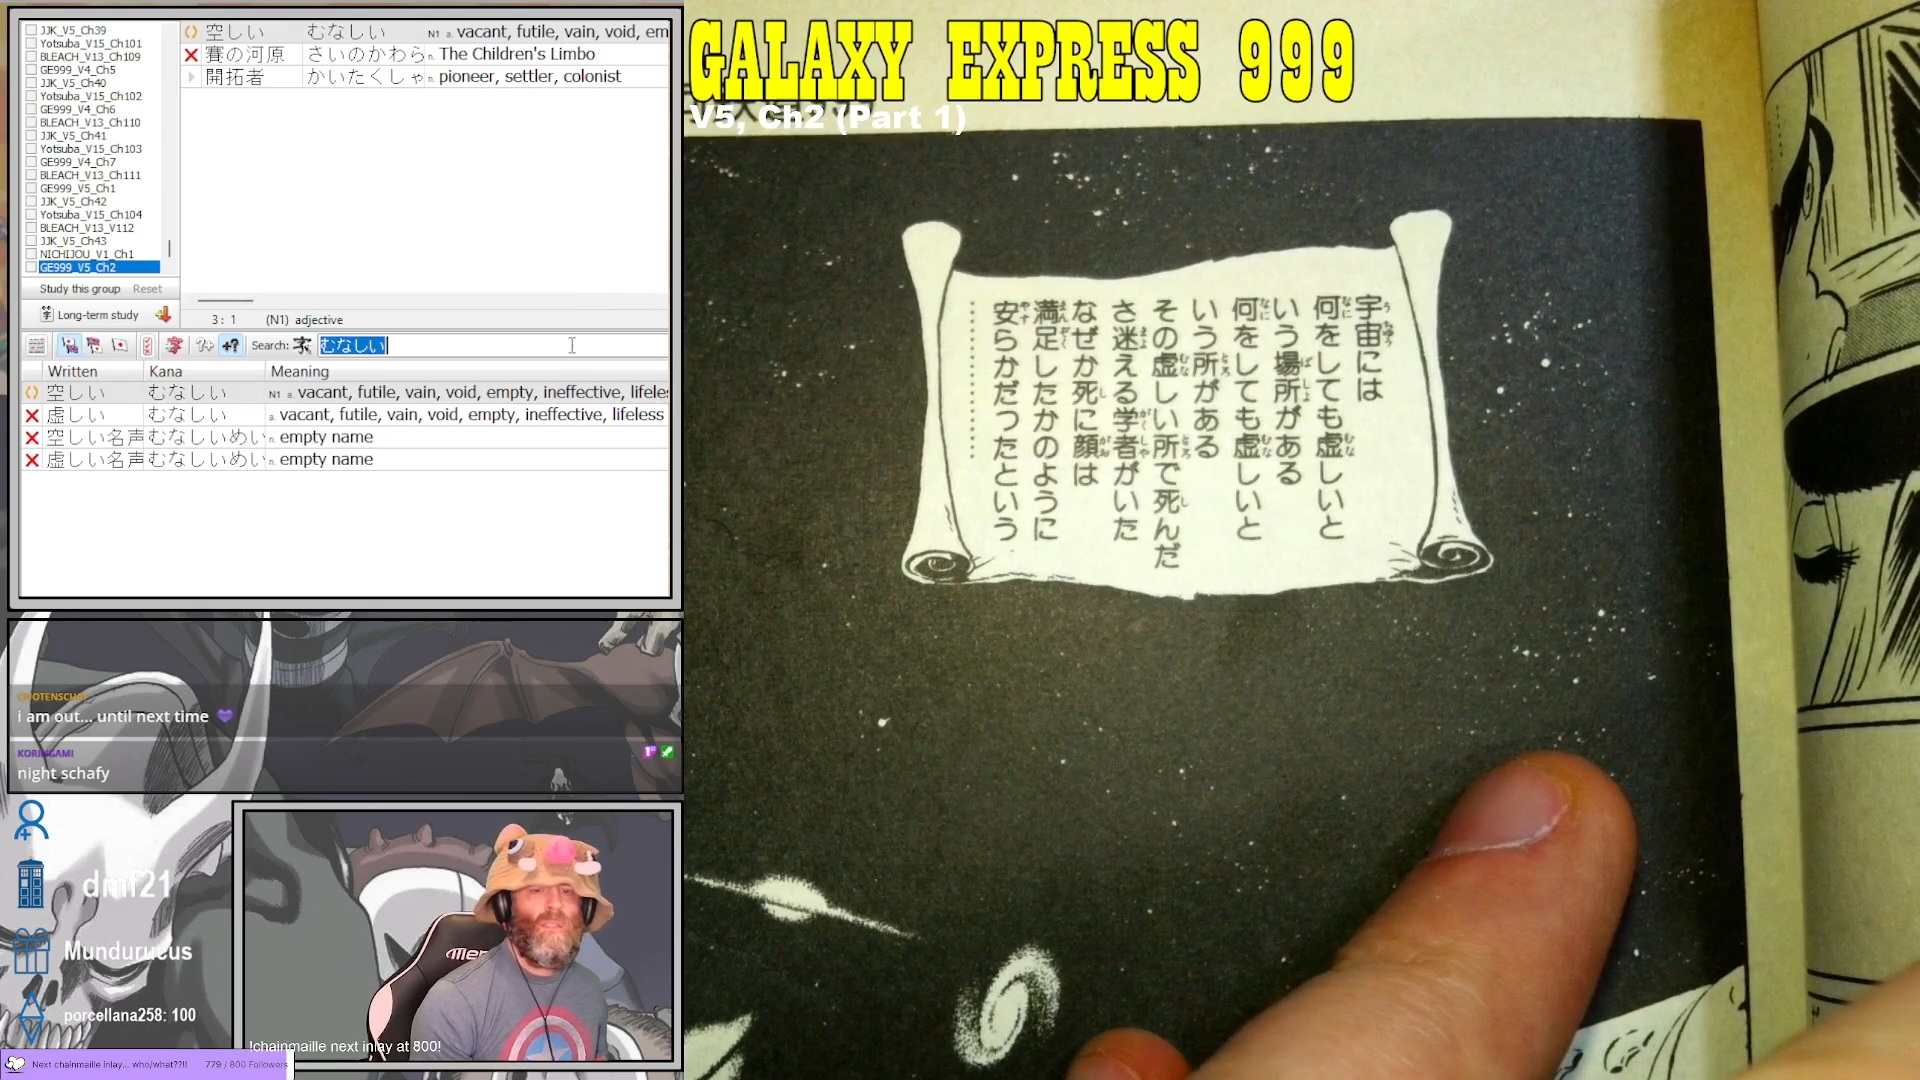 JJK_V5_Ch39
Yotsuba_V15_Ch101
BLEACH_V13_Ch109
GE999_V4_Ch5
JJK_V5_Ch40
Yotsuba_V15_Ch102
GE999_V4_Ch6
BLEACH_V13_Ch110
JJK_V5_Ch41
Yotsuba_V15_Ch103
GE999_V4_Ch7
BLEACH_V13_Ch111
GE999_V5_Ch1
JJK_V5_Ch42
Yotsuba_V15_Ch104
BLEACH_V13_V112
JJK_V5_Ch43
NICHIJOU_V1_Ch1
GE999_V5_Ch2
Study this group Reset
Long-term study
空しい むなしい N1 a. vacant, futile, vain, void, em
賽の河原 さいのかわら n. The Children's Limbo
開拓者 かいたくしゃ n. pioneer, settler, colonist
3: 1 (N1) adjective
Search: 字 むなしい
Written Kana Meaning
空しい むなしい N1 a. vacant, futile, vain, void, empty, ineffective, lifele
虚しい むなしい a. vacant, futile, vain, void, empty, ineffective, lifeless
空しい名声 むなしいめい n. empty name
虚しい名声 むなしいめい n. empty name
i am out... until next time
KORINGAMI
night schafy
dmf21
Mundurucus
porcellana258: 100
Next chainmaille inlay... who/what??!! 779 / 800 Followers
!chainmaille next inlay at 800!
mer
GALAXY EXPRESS 999
V5, Ch2 (Part 1)
宇宙には
何をしても虚しいと
いう場所がある
何をしても虚しいと
いう所がある
その虚しい所で死んだ
さ迷える学者がいた
なぜか死に顔は
満足したかのように
安らかだったという
………………